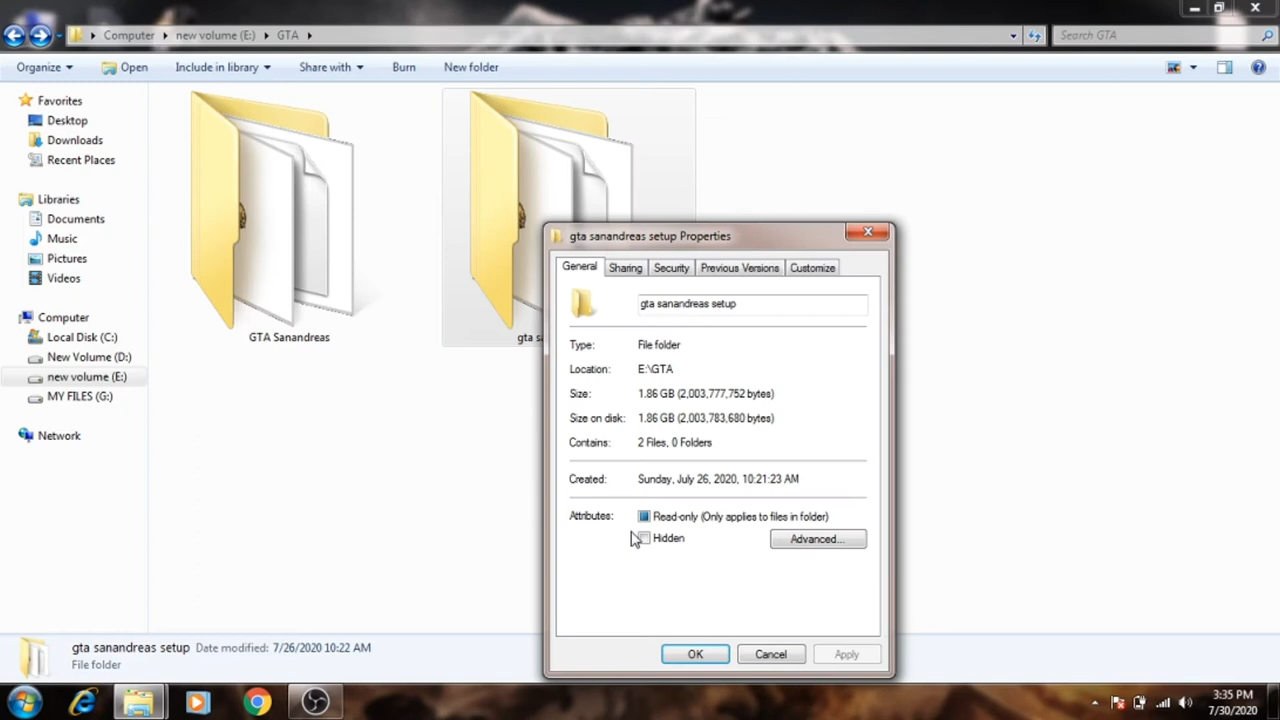 Computer new volume (E:) GTA
Search GTA
Organize Open Include in library Share with Burn New folder
Favorites
Desktop
Downloads
Recent Places
Libraries
Documents
Music
Pictures
Videos
Computer
Local Disk (C:)
New Volume (D:)
new volume (E:)
MY FILES (G:)
Network
GTA Sanandreas
gta sa
gta sanandreas setup Properties
General Sharing Security Previous Versions Customize
gta sanandreas setup
Type: File folder
Location: E:\GTA
Size: 1.86 GB (2,003,777,752 bytes)
Size on disk: 1.86 GB (2,003,783,680 bytes)
Contains: 2 Files, 0 Folders
Created: Sunday, July 26, 2020, 10:21:23 AM
Attributes: Read-only (Only applies to files in folder)
Hidden Advanced...
OK Cancel Apply
gta sanandreas setup Date modified: 7/26/2020 10:22 AM
File folder
3:35 PM
7/30/2020